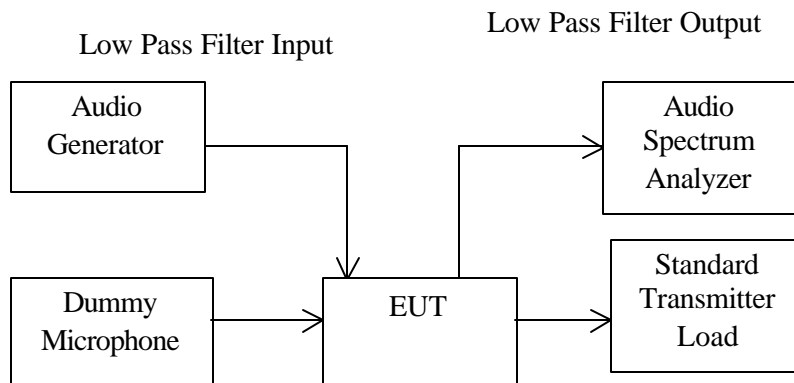 Low Pass Filter Input
Low Pass Filter Output
Audio
Generator
Audio
Spectrum
Analyzer
Dummy
Microphone
EUT
Standard
Transmitter
Load